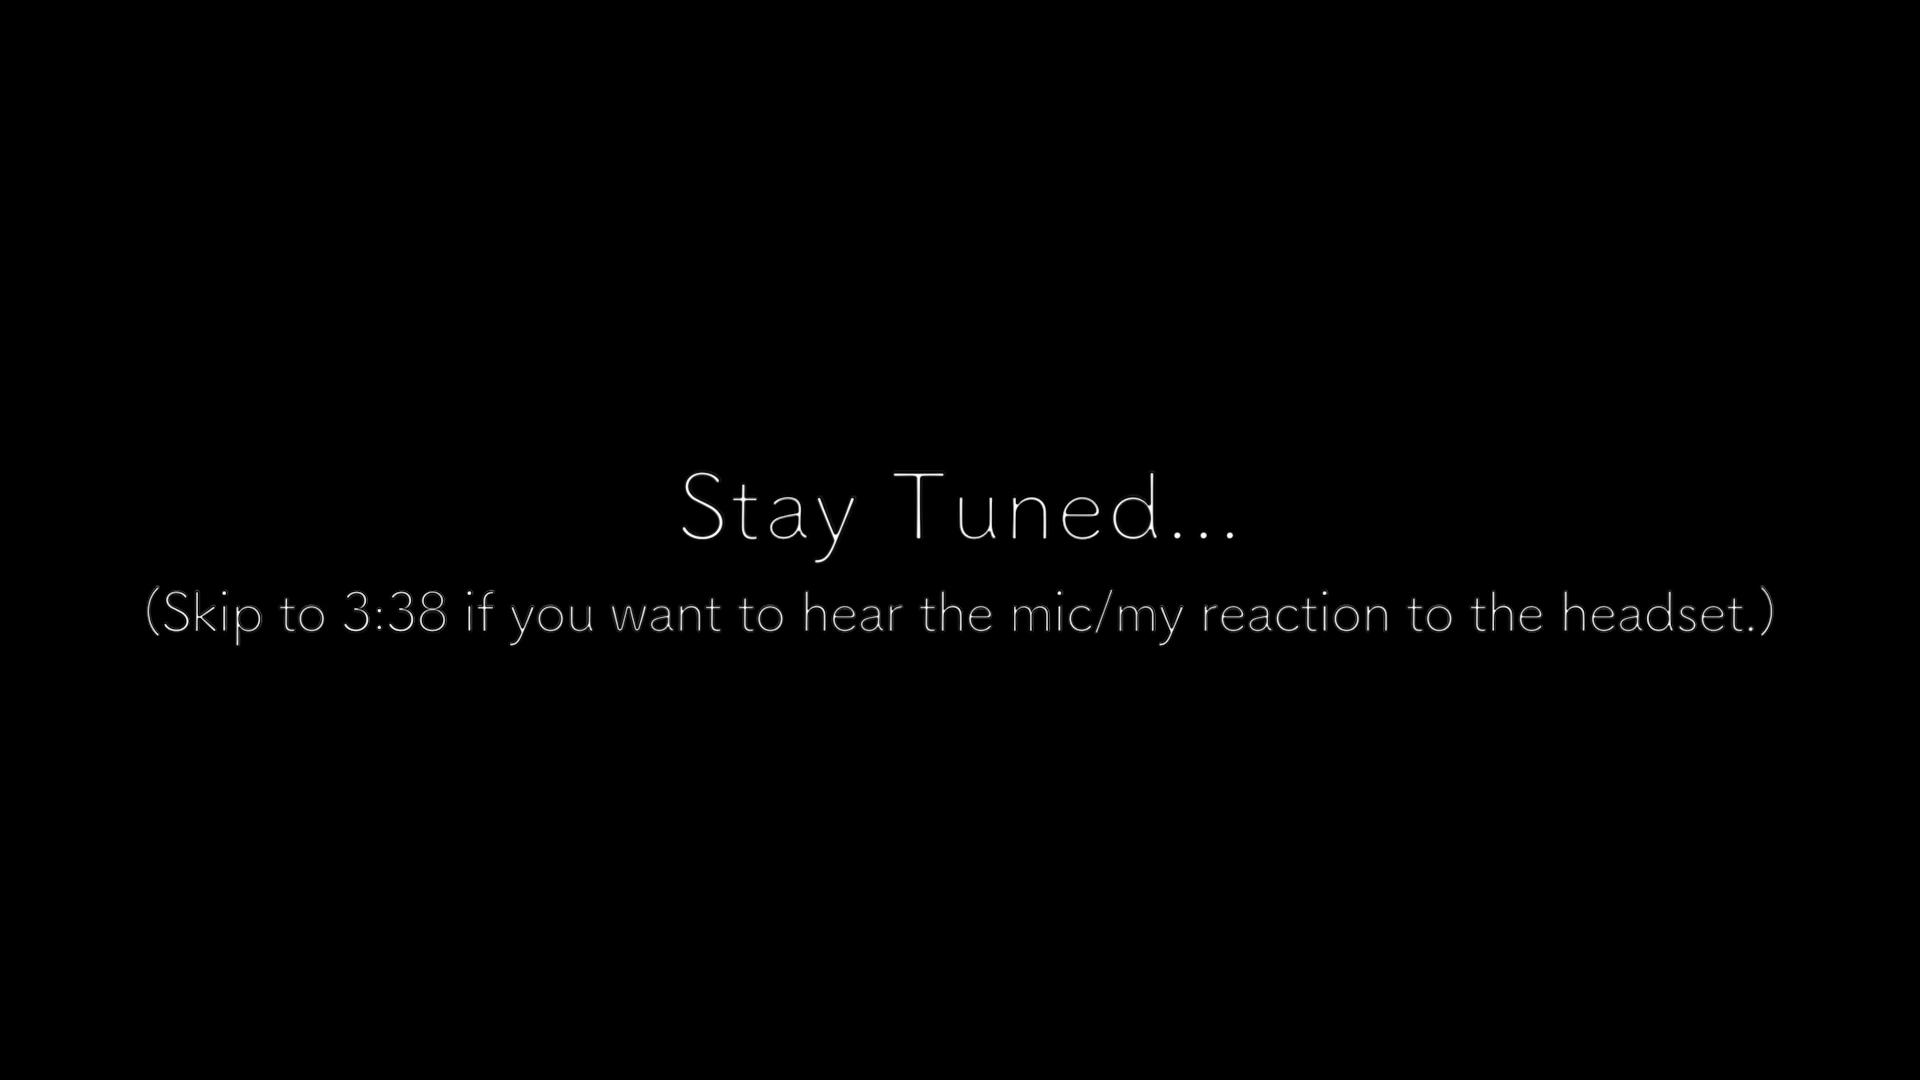 Stay Tuned...
(Skip to 3:38 if you want to hear the mic/my reaction to the headset.)